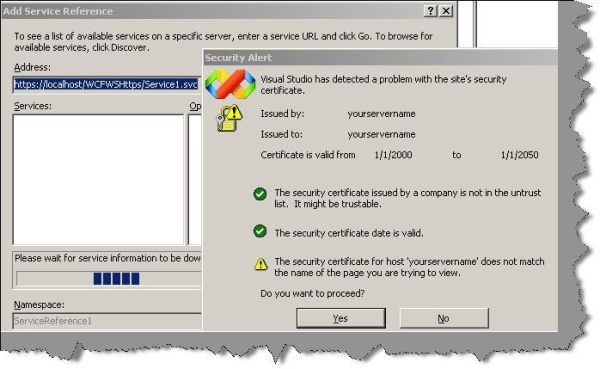 Add Service Reference
To see a list of available services on a specific server, enter a service URL and click Go. To browse for
available services, click Discover.
Address:
https://localhost/WCFWSHttps/Service1.svc
Services:
Op
Please wait for service information to be dow
Namespace:
ServiceReference1
Security Alert
Visual Studio has detected a problem with the site's security
certificate.
Issued by: yourservername
Issued to: yourservername
Certificate is valid from 1/1/2000 to 1/1/2050
The security certificate issued by a company is not in the untrust
list. It might be trustable.
The security certificate date is valid.
The security certificate for host 'yourservername' does not match
the name of the page you are trying to view.
Do you want to proceed?
Yes
No